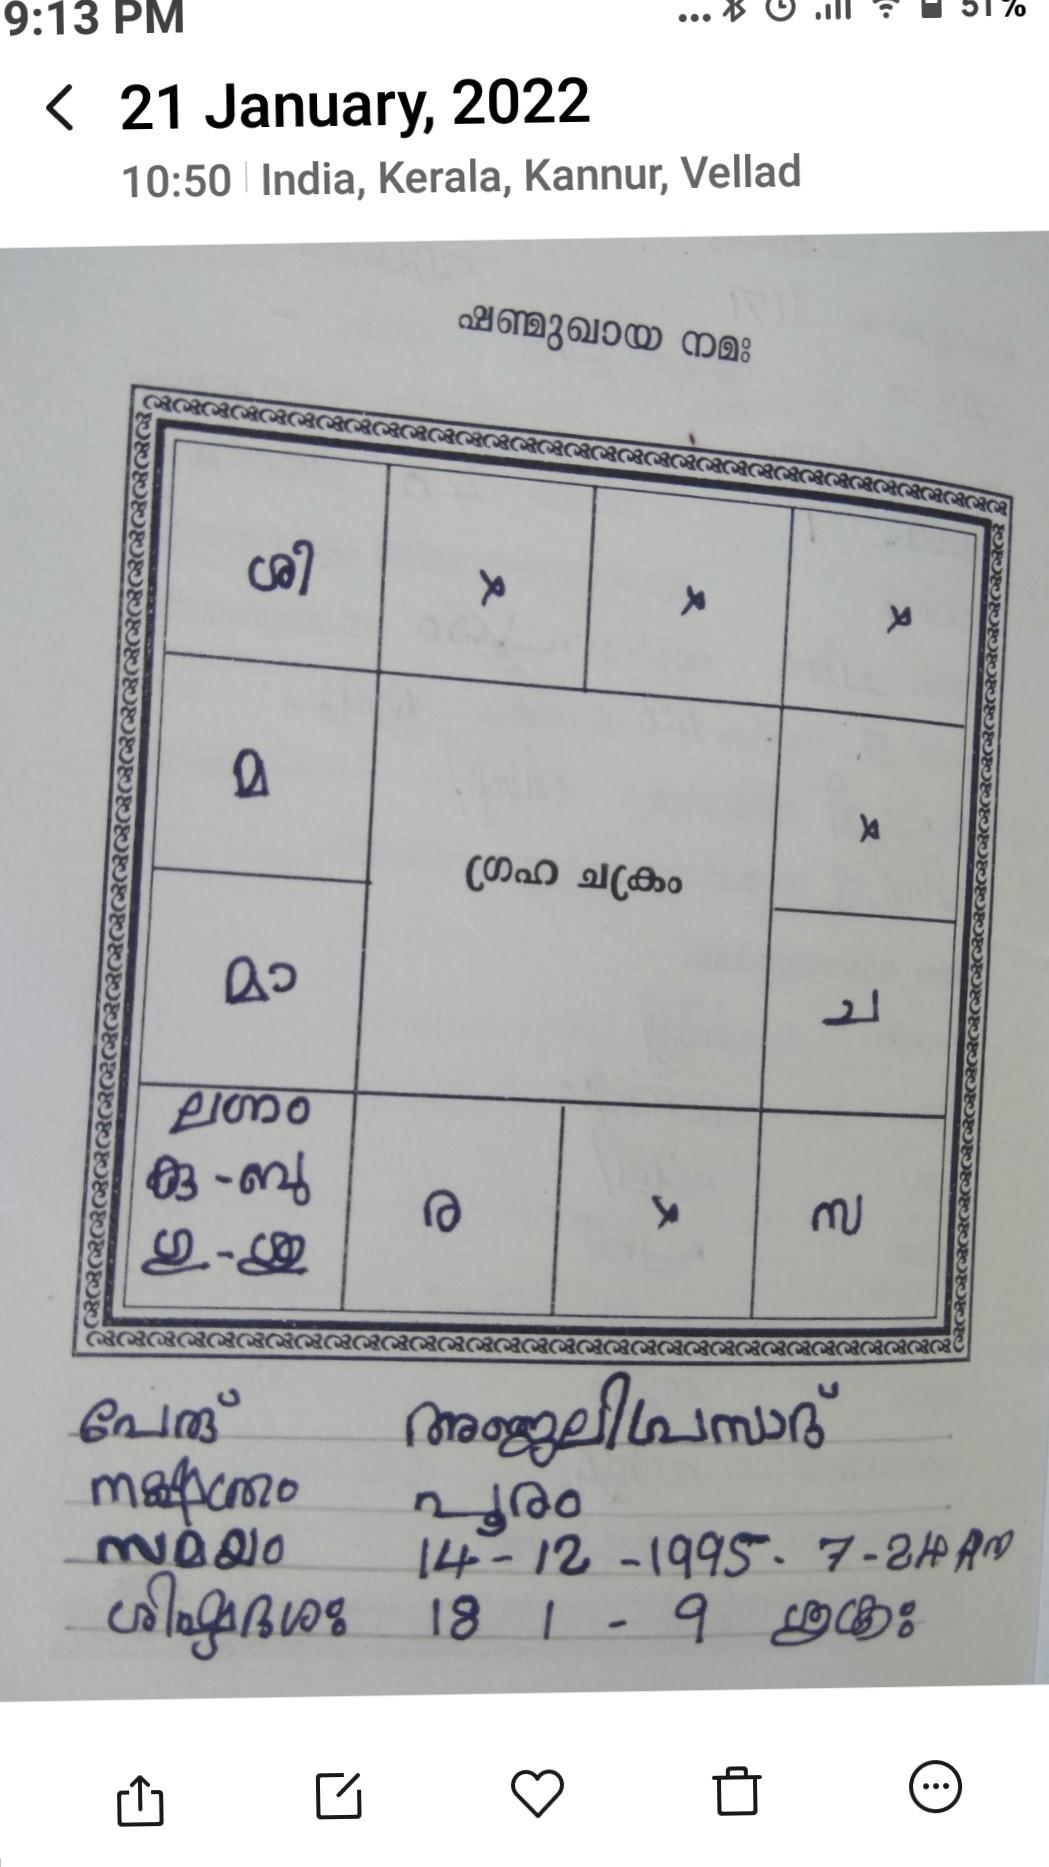 9:13 PM
51%
21 January, 2022
10:50 | India, Kerala, Kannur, Vellad
ഷണ്മുഖായ നമഃ
ശി x x x
മ x
ഗ്രഹ ചക്രം
മാ ച
ലഗ്നം
കു - ബു
ഗു - ശു
ര x സ
പേര് അഞ്ജലിപ്രസാദ്
നക്ഷത്രം പൂരം
സമയം 14-12-1995. 7-24 AM
ശിഷ്ടദശഃ 18 1 - 9 ശുക്രഃ